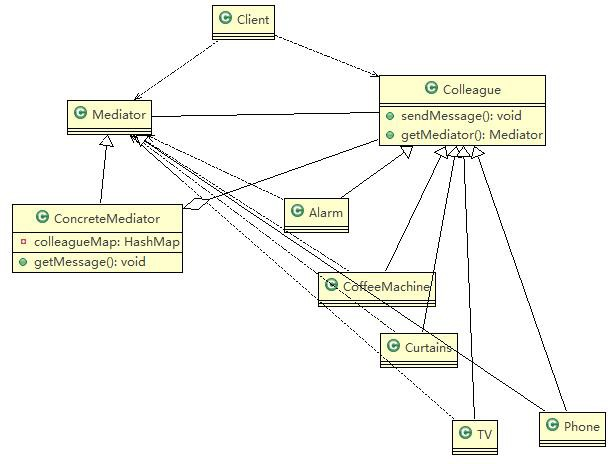 C Client
C Colleague
sendMessage(): void
getMediator(): Mediator
C Mediator
C ConcreteMediator
colleagueMap: HashMap
getMessage(): void
C Alarm
C CoffeeMachine
C Curtains
C TV
C Phone